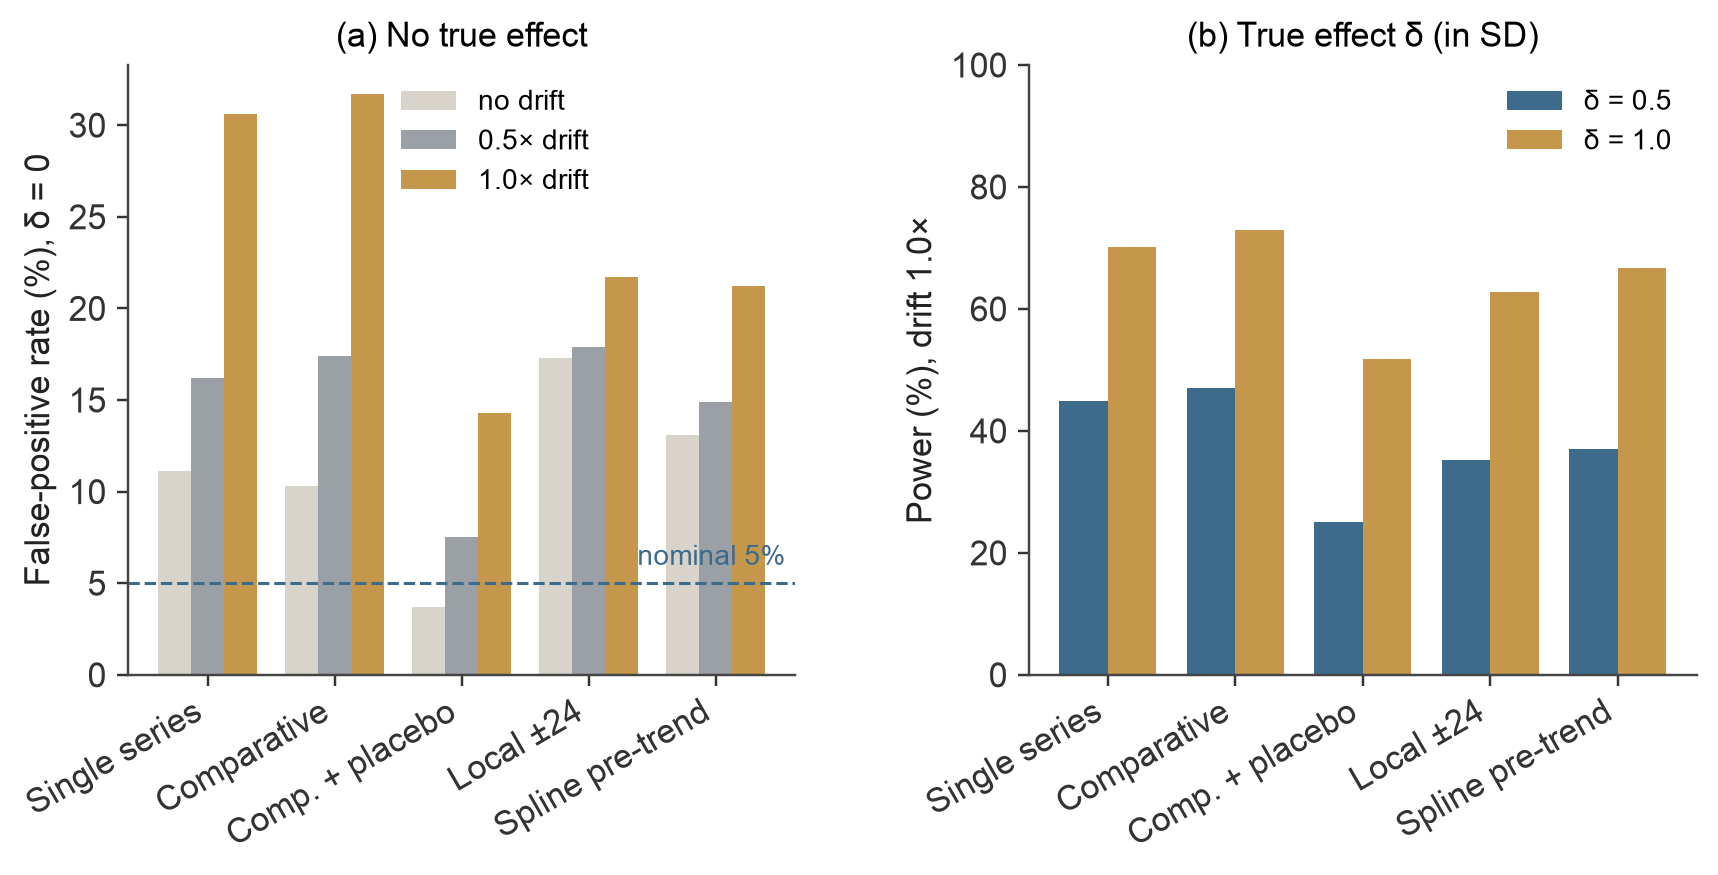 (a) No true effect
False-positive rate (%), δ = 0
30
25
20
15
10
5
0
no drift
0.5× drift
1.0× drift
nominal 5%
Single series
Comparative
Comp. + placebo
Local ±24
Spline pre-trend
(b) True effect δ (in SD)
Power (%), drift 1.0×
100
80
60
40
20
0
δ = 0.5
δ = 1.0
Single series
Comparative
Comp. + placebo
Local ±24
Spline pre-trend